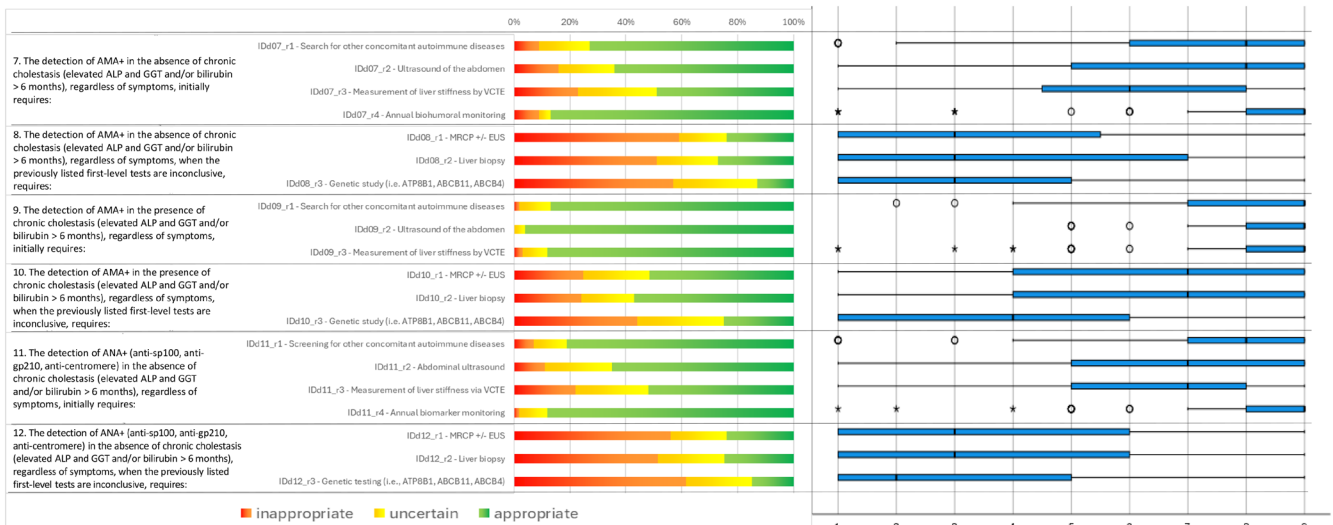 0% 20% 40% 60% 80% 100%
7. The detection of AMA+ in the absence of chronic
cholestasis (elevated ALP and GGT and/or bilirubin
> 6 months), regardless of symptoms, initially
requires:
IDd07_r1 - Search for other concomitant autoimmune diseases
IDd07_r2 - Ultrasound of the abdomen
IDd07_r3 - Measurement of liver stiffness by VCTE
IDd07_r4 - Annual biohumoral monitoring
8. The detection of AMA+ in the absence of chronic
cholestasis (elevated ALP and GGT and/or bilirubin
> 6 months), regardless of symptoms, when the
previously listed first-level tests are inconclusive,
requires:
IDd08_r1 - MRCP +/- EUS
IDd08_r2 - Liver biopsy
IDd08_r3 - Genetic study (i.e. ATP8B1, ABCB11, ABCB4)
9. The detection of AMA+ in the presence of
chronic cholestasis (elevated ALP and GGT and/or
bilirubin > 6 months), regardless of symptoms,
initially requires:
IDd09_r1 - Search for other concomitant autoimmune diseases
IDd09_r2 - Ultrasound of the abdomen
IDd09_r3 - Measurement of liver stiffness by VCTE
10. The detection of AMA+ in the presence of
chronic cholestasis (elevated ALP and GGT and/or
bilirubin > 6 months), regardless of symptoms,
when the previously listed first-level tests are
inconclusive, requires:
IDd10_r1 - MRCP +/- EUS
IDd10_r2 - Liver biopsy
IDd10_r3 - Genetic study (i.e. ATP8B1, ABCB11, ABCB4)
11. The detection of ANA+ (anti-sp100, anti-
gp210, anti-centromere) in the absence of
chronic cholestasis (elevated ALP and GGT
and/or bilirubin > 6 months), regardless of
symptoms, initially requires:
IDd11_r1 - Screening for other concomitant autoimmune diseases
IDd11_r2 - Abdominal ultrasound
IDd11_r3 - Measurement of liver stiffness via VCTE
IDd11_r4 - Annual biomarker monitoring
12. The detection of ANA+ (anti-sp100, anti-gp210,
anti-centromere) in the absence of chronic cholestasis
(elevated ALP and GGT and/or bilirubin > 6 months),
regardless of symptoms, when the previously listed
first-level tests are inconclusive, requires:
IDd12_r1 - MRCP +/- EUS
IDd12_r2 - Liver biopsy
IDd12_r3 - Genetic testing (i.e., ATP8B1, ABCB11, ABCB4)
inappropriate uncertain appropriate